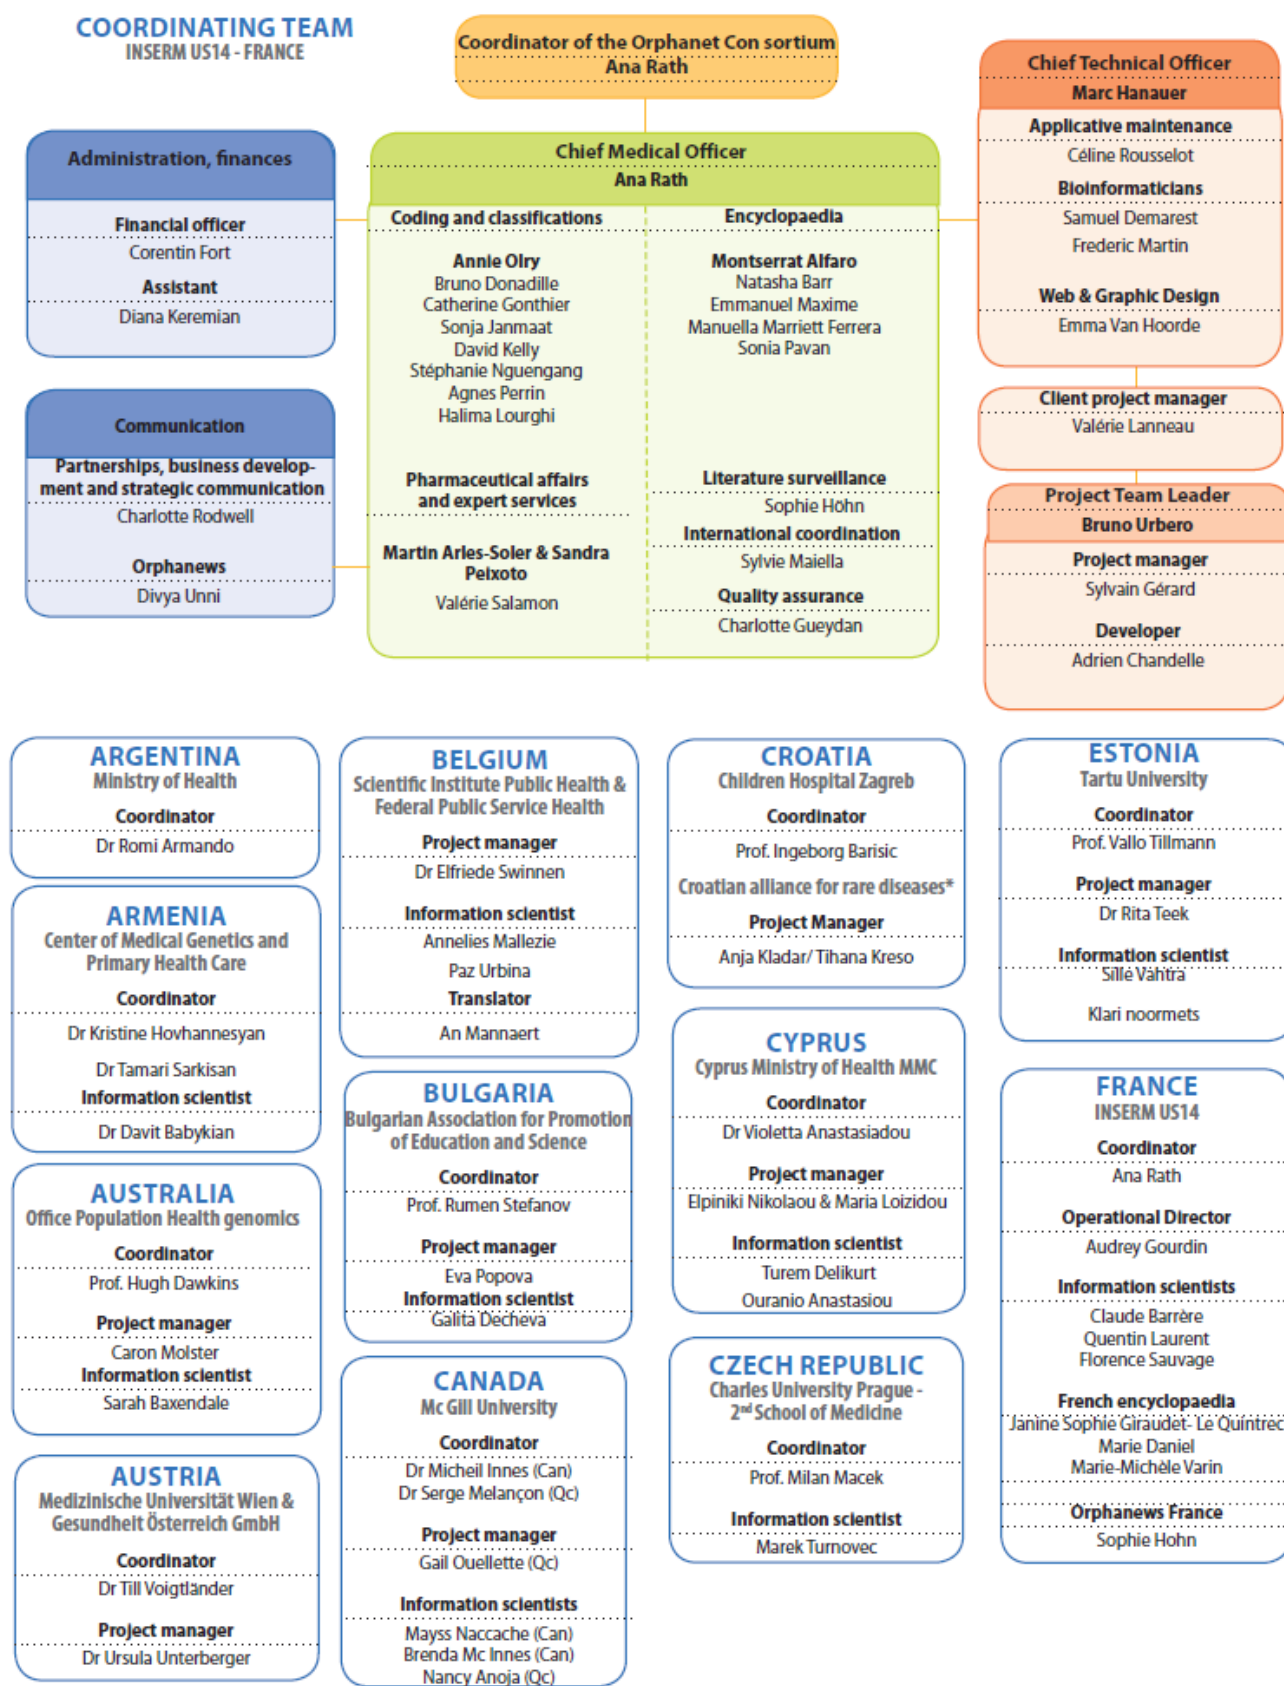 COORDINATING TEAM
INSERM US14 - FRANCE
Coordinator of the Orphanet Con sortium
Ana Rath
Administration, finances
Financial officer
Corentin Fort
Assistant
Diana Keremian
Communication
Partnerships, business develop-
ment and strategic communication
Charlotte Rodwell
Orphanews
Divya Unni
Chief Medical Officer
Ana Rath
Coding and classifications
Annie Olry
Bruno Donadille
Catherine Gonthier
Sonja Janmaat
David Kelly
Stéphanie Nguengang
Agnes Perrin
Halima Lourghi
Pharmaceutical affairs
and expert services
Martin Arles-Soler & Sandra
Peixoto
Valérie Salamon
Encyclopaedia
Montserrat Alfaro
Natasha Barr
Emmanuel Maxime
Manuella Marriett Ferrera
Sonia Pavan
Literature surveillance
Sophie Höhn
International coordination
Sylvie Maiella
Quality assurance
Charlotte Gueydan
Chief Technical Officer
Marc Hanauer
Applicative maintenance
Céline Rousselot
Bioinformaticians
Samuel Demarest
Frederic Martin
Web & Graphic Design
Emma Van Hoorde
Client project manager
Valérie Lanneau
Project Team Leader
Bruno Urbero
Project manager
Sylvain Gérard
Developer
Adrien Chandelle
ARGENTINA
Ministry of Health
Coordinator
Dr Romi Armando
ARMENIA
Center of Medical Genetics and
Primary Health Care
Coordinator
Dr Kristine Hovhannesyan
Dr Tamari Sarkisan
Information scientist
Dr Davit Babykian
AUSTRALIA
Office Population Health genomics
Coordinator
Prof. Hugh Dawkins
Project manager
Caron Molster
Information scientist
Sarah Baxendale
AUSTRIA
Medizinische Universität Wien &
Gesundheit Österreich GmbH
Coordinator
Dr Till Voigtländer
Project manager
Dr Ursula Unterberger
BELGIUM
Scientific Institute Public Health &
Federal Public Service Health
Project manager
Dr Elfriede Swinnen
Information scientist
Annelies Mallezie
Paz Urbina
Translator
An Mannaert
BULGARIA
Bulgarian Association for Promotion
of Education and Science
Coordinator
Prof. Rumen Stefanov
Project manager
Eva Popova
Information scientist
Galita Decheva
CANADA
Mc Gill University
Coordinator
Dr Micheil Innes (Can)
Dr Serge Melançon (Qc)
Project manager
Gail Ouellette (Qc)
Information scientists
Mayss Naccache (Can)
Brenda Mc Innes (Can)
Nancy Anoja (Qc)
CROATIA
Children Hospital Zagreb
Coordinator
Prof. Ingeborg Barisic
Croatian alliance for rare diseases*
Project Manager
Anja Kladar/ Tihana Kreso
CYPRUS
Cyprus Ministry of Health MMC
Coordinator
Dr Violetta Anastasiadou
Project manager
Elpiniki Nikolaou & Maria Loizidou
Information scientist
Turem Delikurt
Ouranio Anastasiou
CZECH REPUBLIC
Charles University Prague -
2nd School of Medicine
Coordinator
Prof. Milan Macek
Information scientist
Marek Turnovec
ESTONIA
Tartu University
Coordinator
Prof. Vallo Tillmann
Project manager
Dr Rita Teek
Information scientist
Sille Vahtra
Klari noormets
FRANCE
INSERM US14
Coordinator
Ana Rath
Operational Director
Audrey Gourdin
Information scientists
Claude Barrère
Quentin Laurent
Florence Sauvage
French encyclopaedia
Janine Sophie Giraudet- Le Quintrec
Marie Daniel
Marie-Michèle Varin
Orphanews France
Sophie Hohn